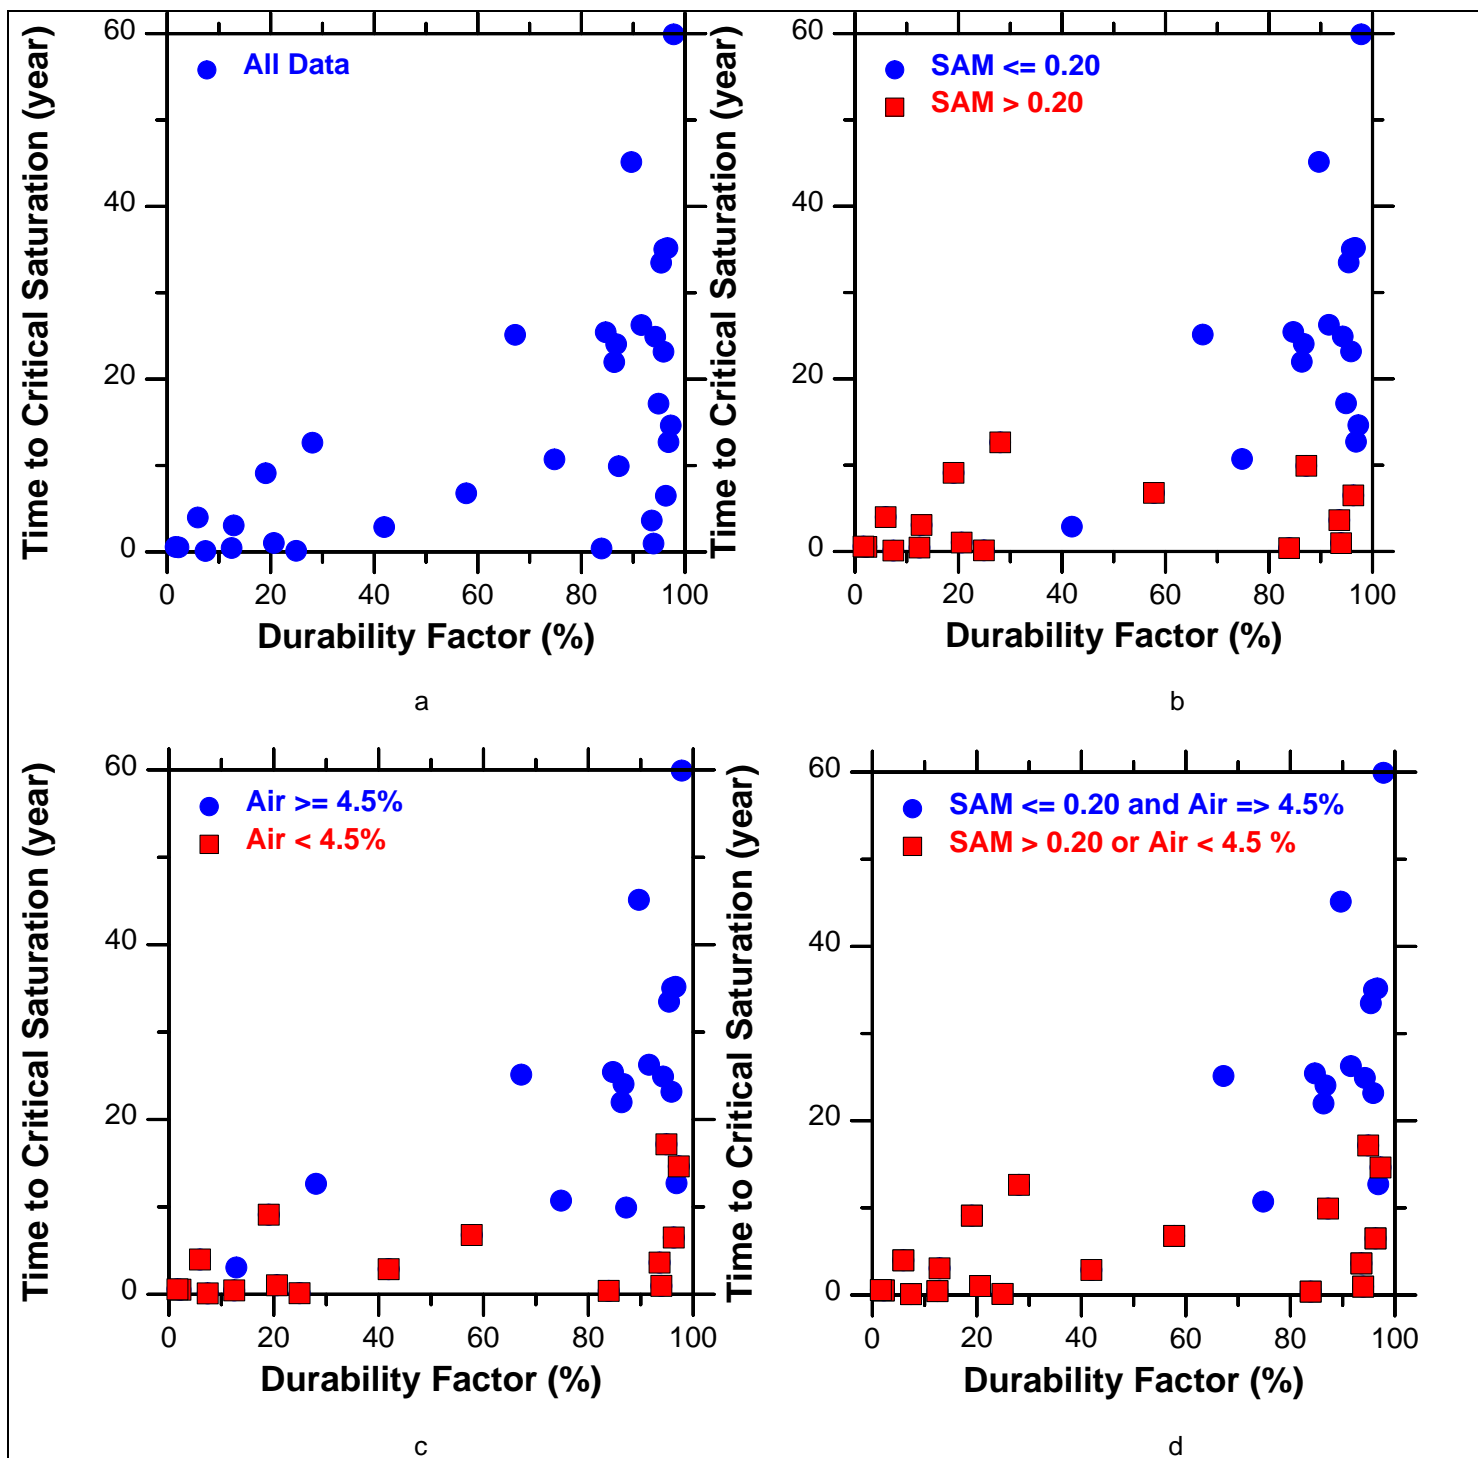 Time to Critical Saturation (year)
60
40
20
0
All Data
0 20 40 60 80 100
Durability Factor (%)
a
Time to Critical Saturation (year)
60
40
20
0
SAM <= 0.20
SAM > 0.20
0 20 40 60 80 100
Durability Factor (%)
b
Time to Critical Saturation (year)
60
40
20
0
Air >= 4.5%
Air < 4.5%
0 20 40 60 80 100
Durability Factor (%)
c
Time to Critical Saturation (year)
60
40
20
0
SAM <= 0.20 and Air => 4.5%
SAM > 0.20 or Air < 4.5 %
0 20 40 60 80 100
Durability Factor (%)
d